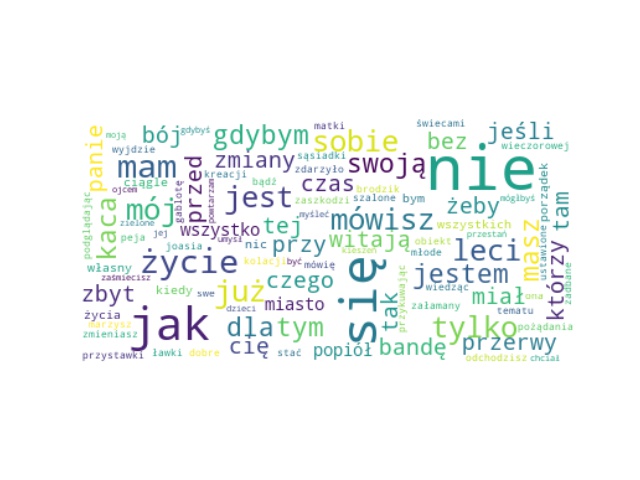 matki
świecami
moją
gdybyś
bój
gdybym
sobie
bez
jeśli
wieczorowej
wyjdzie
mam
zmiany
sąsiadki
swoją
nie
panie
przed
ciągle
ojcem
gablotę
powtarzam
kreacji
bądź
zdarzyło
czas
szalone
brodzik
bym
żeby
mógłbyś
porządek
tam
mój
jest
zaszkodzi
myśleć
mówisz
wszystkich
kaca
podglądając
zielone
peja
joasia
jej
wszystko
tej
nic
przy
witają
obiekt
przestań
leci
masz
ustawione
którzy
zadbane
własny
życie
umysł
kolacji
być
mówię
kieszeń
się
młode
jestem
wiedząc
zaśmiecisz
zbyt
kiedy
swe
już
czego
dzieci
miasto
tak
przykuwając
załamany
miał
ona
tematu
życia
marzysz
zmieniasz
jak
dla
tym
tylko
pożądania
przerwy
przystawki
ławki
dobre
cię
stać
popiół
bandę
odchodzisz
chciał